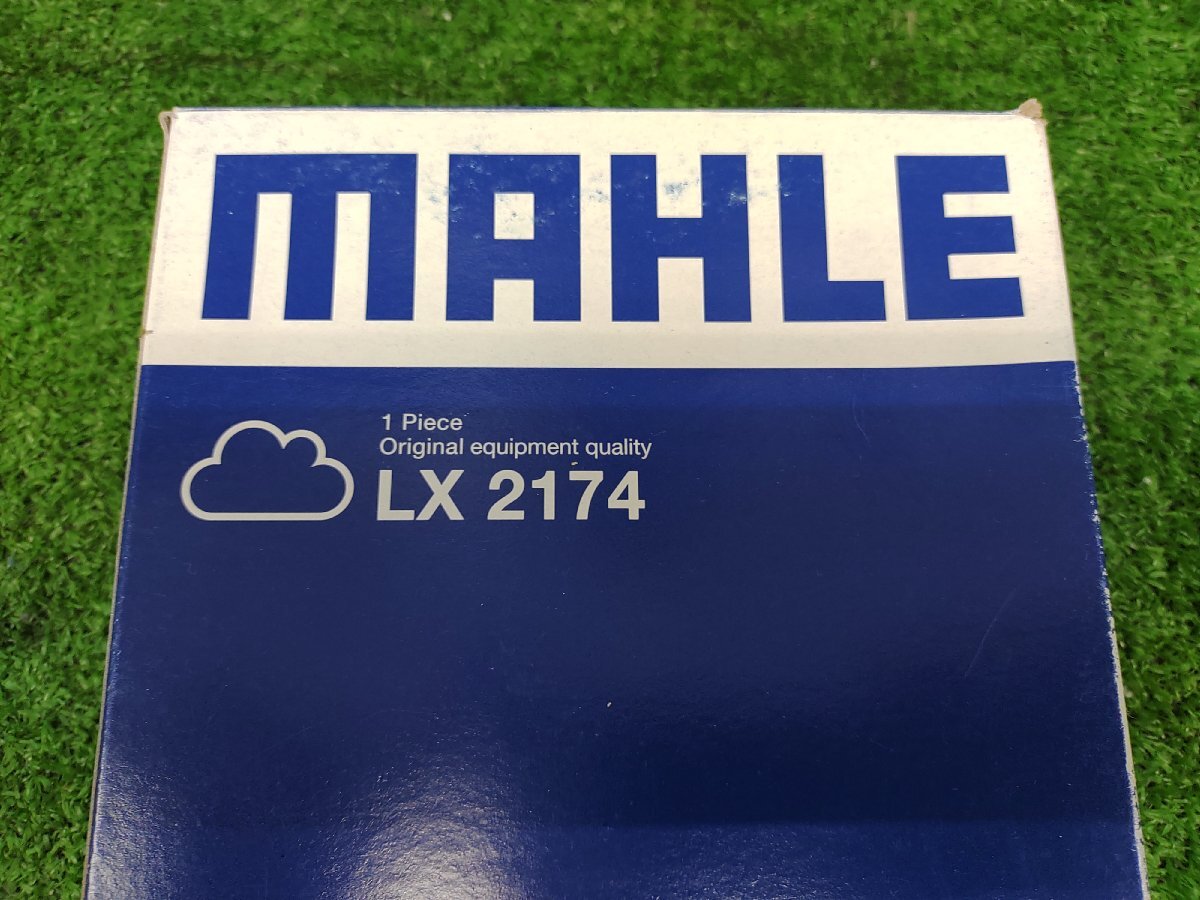 MAHLE
1 Piece
Original equipment quality
LX 2174